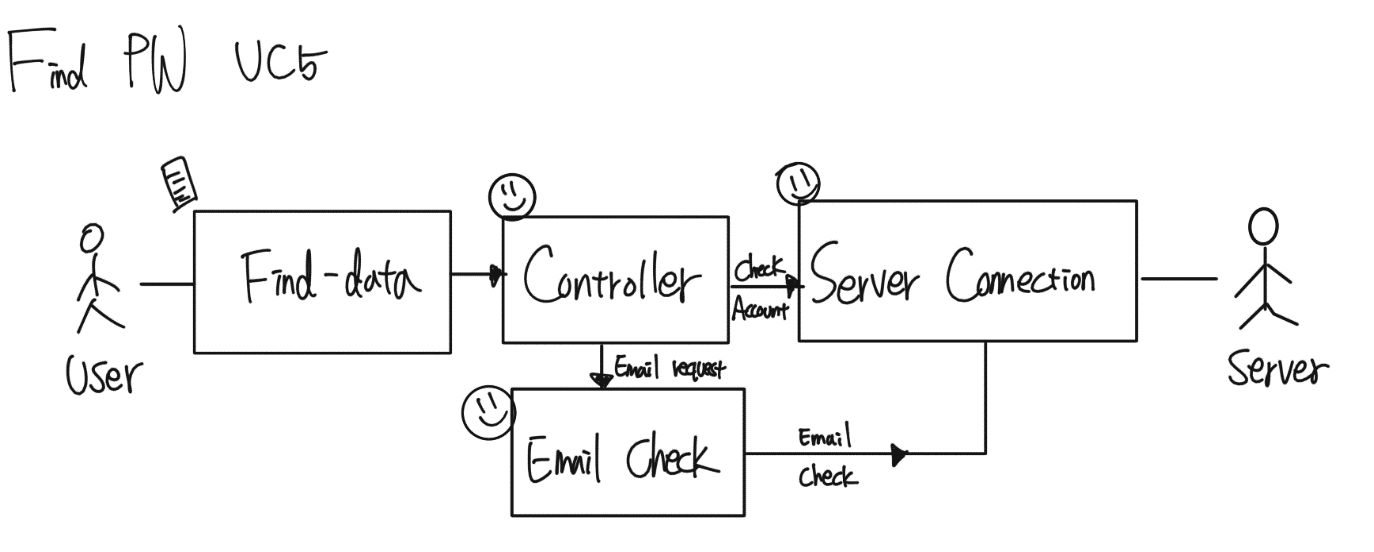 Find PW UC5
Find-data
Controller
Check
Account
Server Connection
User
Server
Email request
Email Check
Email
Check